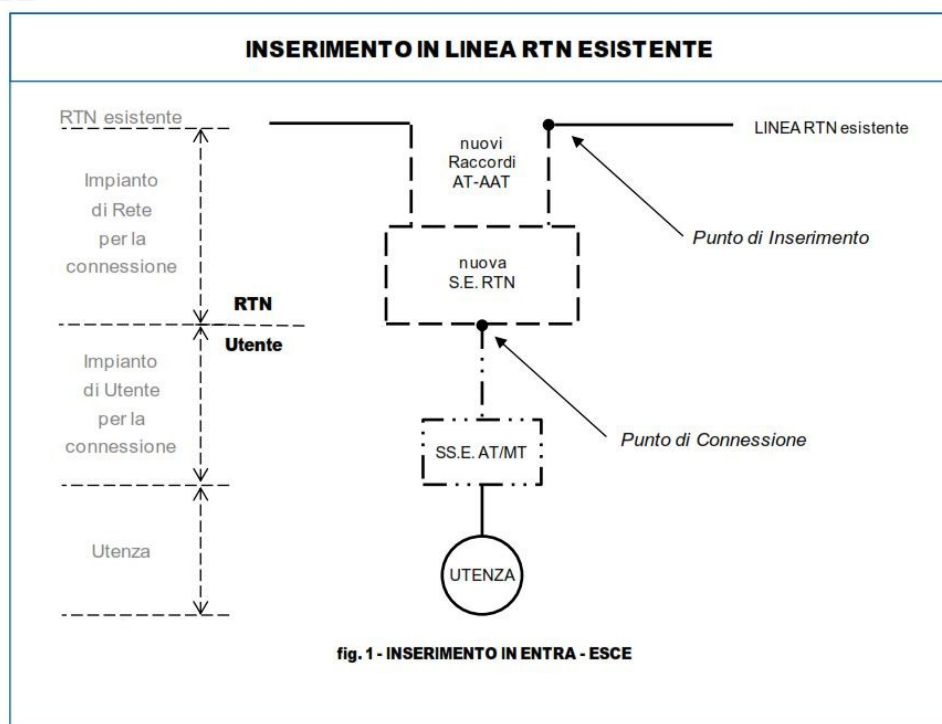 INSERIMENTO IN LINEA RTN ESISTENTE
RTN esistente
LINEA RTN esistente
nuovi
Raccordi
AT-AAT
Impianto
di Rete
per la
connessione
Punto di Inserimento
nuova
S.E. RTN
RTN
Utente
Impianto
di Utente
per la
connessione
Punto di Connessione
SS.E. AT/MT
Utenza
UTENZA
fig. 1 - INSERIMENTO IN ENTRA - ESCE